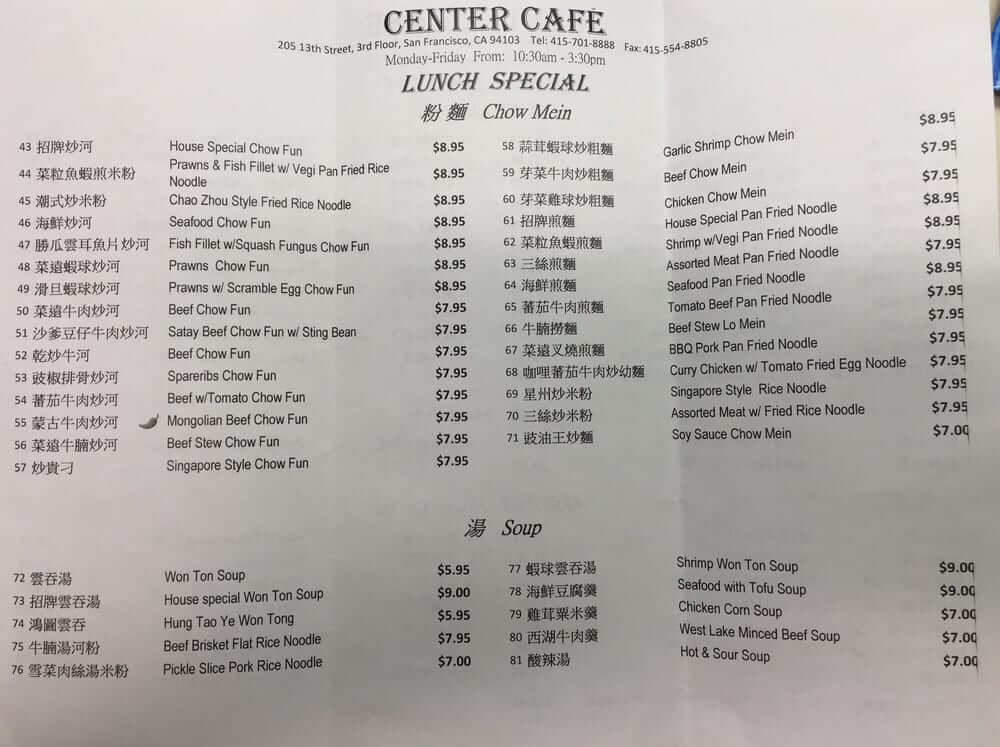 CENTER CAFE
205 13th Street, 3rd Floor, San Francisco, CA 94103 Tel: 415-701-8888 Fax: 415-554-8805
Monday-Friday From: 10:30am - 3:30pm
LUNCH SPECIAL
粉麵 Chow Mein
43 招牌炒河 House Special Chow Fun $8.95
44 菜粒魚蝦煎米粉 Prawns & Fish Fillet w/ Vegi Pan Fried Rice Noodle $8.95
45 潮式炒米粉 Chao Zhou Style Fried Rice Noodle $8.95
46 海鮮炒河 Seafood Chow Fun $8.95
47 勝瓜雲耳魚片炒河 Fish Fillet w/Squash Fungus Chow Fun $8.95
48 菜遠蝦球炒河 Prawns Chow Fun $8.95
49 滑旦蝦球炒河 Prawns w/ Scramble Egg Chow Fun $8.95
50 菜遠牛肉炒河 Beef Chow Fun $7.95
51 沙爹豆仔牛肉炒河 Satay Beef Chow Fun w/ Sting Bean $7.95
52 乾炒牛河 Beef Chow Fun $7.95
53 豉椒排骨炒河 Spareribs Chow Fun $7.95
54 蕃茄牛肉炒河 Beef w/Tomato Chow Fun $7.95
55 蒙古牛肉炒河 Mongolian Beef Chow Fun $7.95
56 菜遠牛腩炒河 Beef Stew Chow Fun $7.95
57 炒貴刁 Singapore Style Chow Fun $7.95
58 蒜茸蝦球炒粗麵 Garlic Shrimp Chow Mein $8.95
59 芽菜牛肉炒粗麵 Beef Chow Mein $7.95
60 芽菜雞球炒粗麵 Chicken Chow Mein $7.95
61 招牌煎麵 House Special Pan Fried Noodle $8.95
62 菜粒魚蝦煎麵 Shrimp w/Vegi Pan Fried Noodle $8.95
63 三絲煎麵 Assorted Meat Pan Fried Noodle $7.95
64 海鮮煎麵 Seafood Pan Fried Noodle $8.95
65 蕃茄牛肉煎麵 Tomato Beef Pan Fried Noodle $7.95
66 牛腩撈麵 Beef Stew Lo Mein $7.95
67 菜遠叉燒煎麵 BBQ Pork Pan Fried Noodle $7.95
68 咖哩蕃茄牛肉炒幼麵 Curry Chicken w/ Tomato Fried Egg Noodle $7.95
69 星州炒米粉 Singapore Style Rice Noodle $7.95
70 三絲炒米粉 Assorted Meat w/ Fried Rice Noodle $7.95
71 豉油王炒麵 Soy Sauce Chow Mein $7.00
湯 Soup
72 雲吞湯 Won Ton Soup $5.95
73 招牌雲吞湯 House special Won Ton Soup $9.00
74 鴻圖雲吞 Hung Tao Ye Won Tong $5.95
75 牛腩湯河粉 Beef Brisket Flat Rice Noodle $7.95
76 雪菜肉絲湯米粉 Pickle Slice Pork Rice Noodle $7.00
77 蝦球雲吞湯 Shrimp Won Ton Soup $9.00
78 海鮮豆腐羹 Seafood with Tofu Soup $9.00
79 雞茸粟米羹 Chicken Corn Soup $7.00
80 西湖牛肉羹 West Lake Minced Beef Soup $7.00
81 酸辣湯 Hot & Sour Soup $7.00